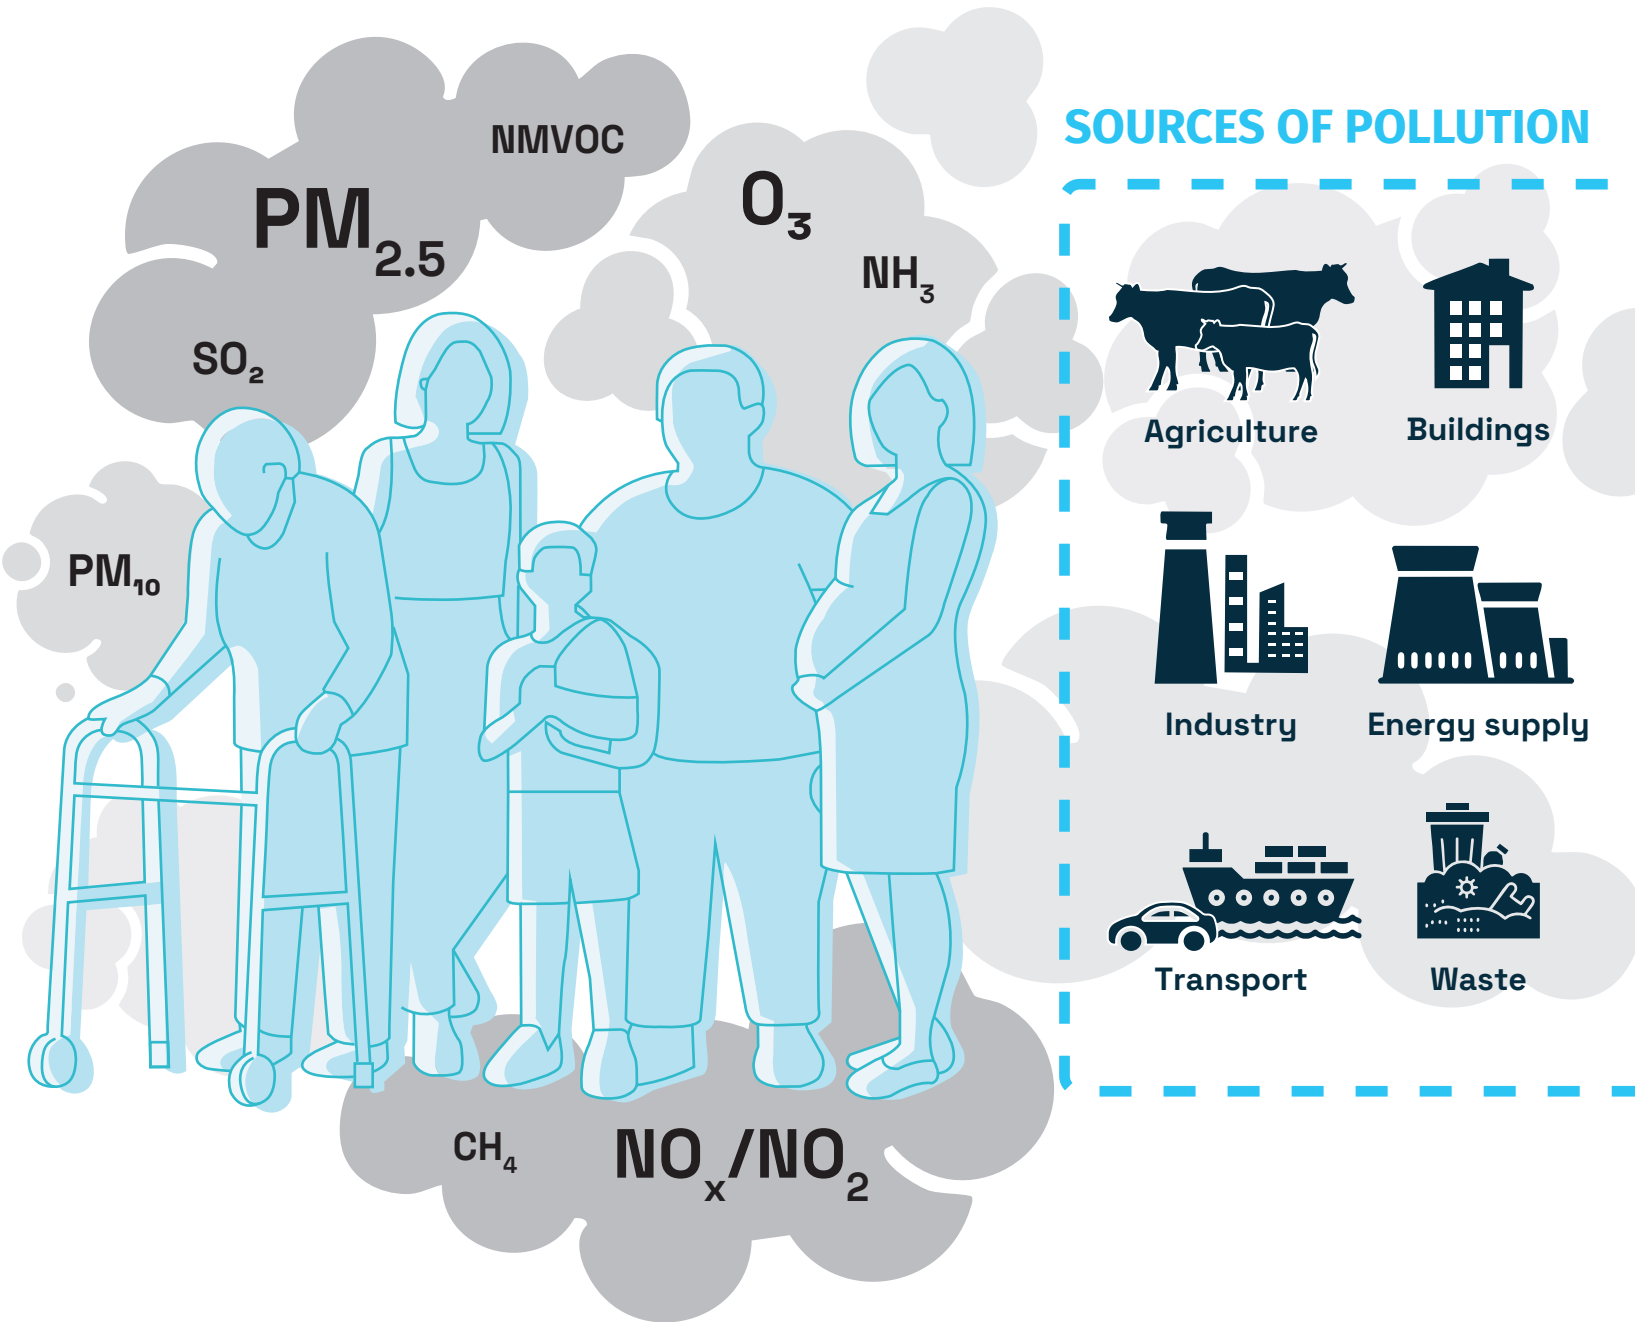 NMVOC
PM₂.₅
O₃
NH₃
SO₂
PM₁₀
CH₄
NOₓ/NO₂
SOURCES OF POLLUTION
Agriculture
Buildings
Industry
Energy supply
Transport
Waste